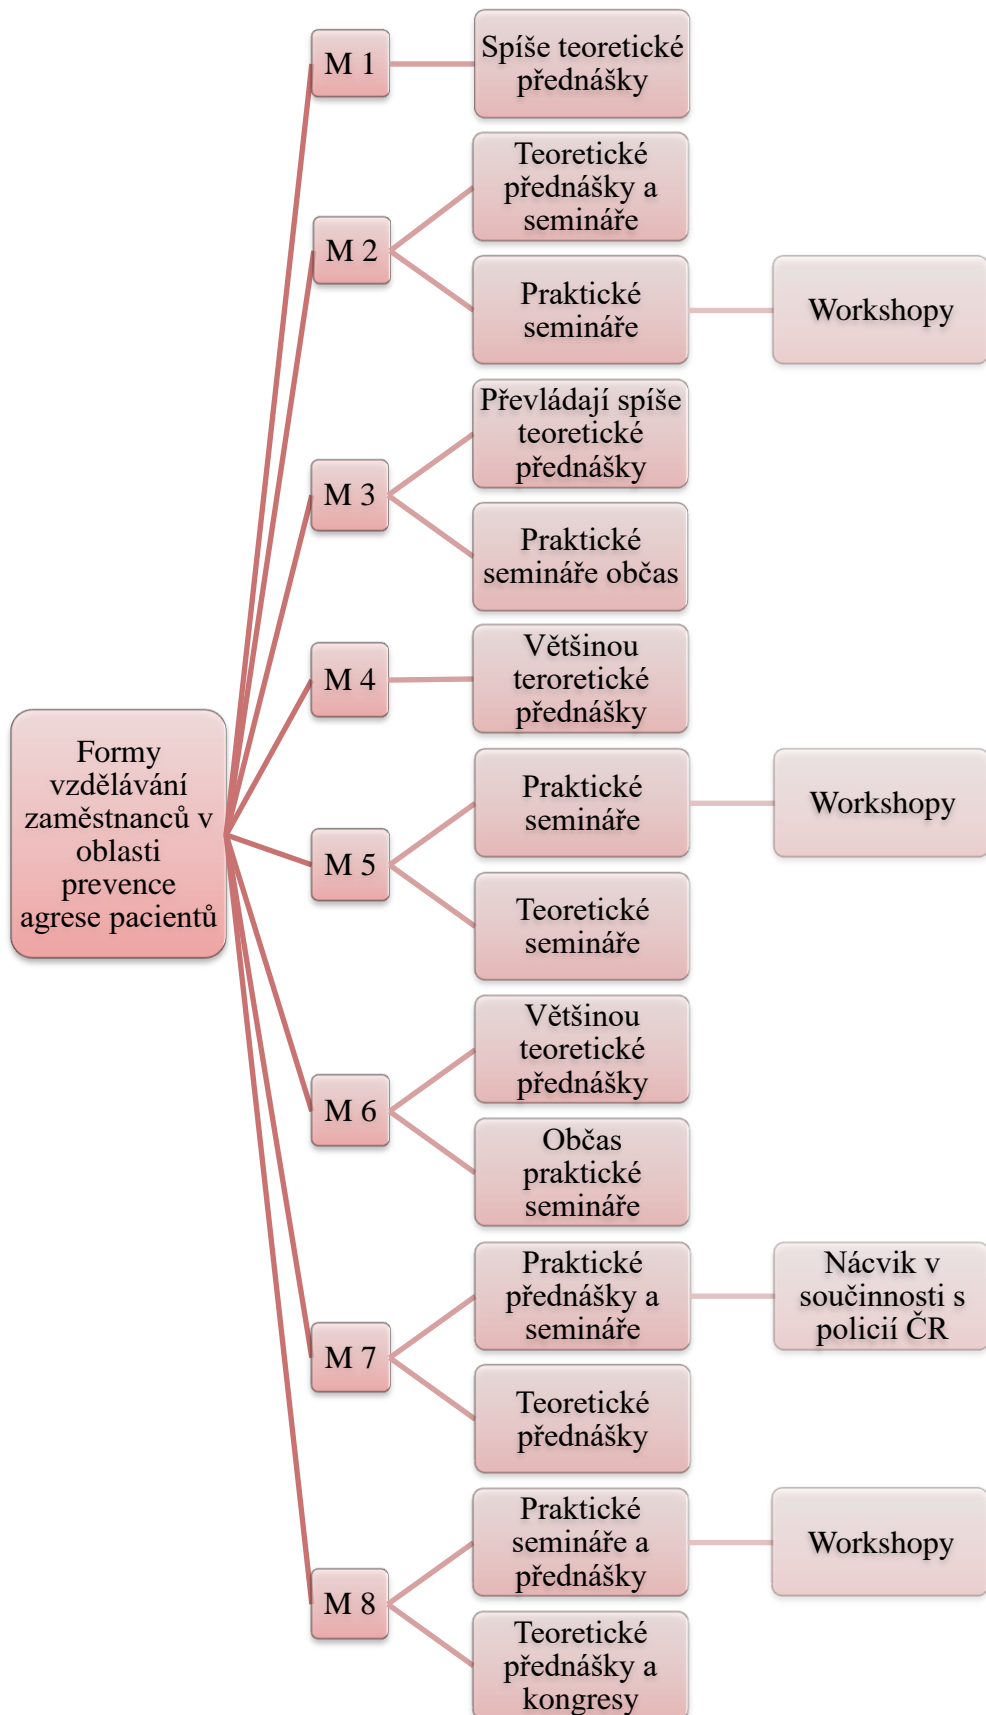 Formy
vzdělávání
zaměstnanců v
oblasti
prevence
agrese pacientů
M 1
Spíše teoretické
přednášky
M 2
Teoretické
přednášky a
semináře
Praktické
semináře
Workshopy
M 3
Převládají spíše
teoretické
přednášky
Praktické
semináře občas
M 4
Většinou
teroretické
přednášky
M 5
Praktické
semináře
Workshopy
Teoretické
semináře
M 6
Většinou
teoretické
přednášky
Občas
praktické
semináře
M 7
Praktické
přednášky a
semináře
Nácvik v
součinnosti s
policií ČR
Teoretické
přednášky
M 8
Praktické
semináře a
přednášky
Workshopy
Teoretické
přednášky a
kongresy